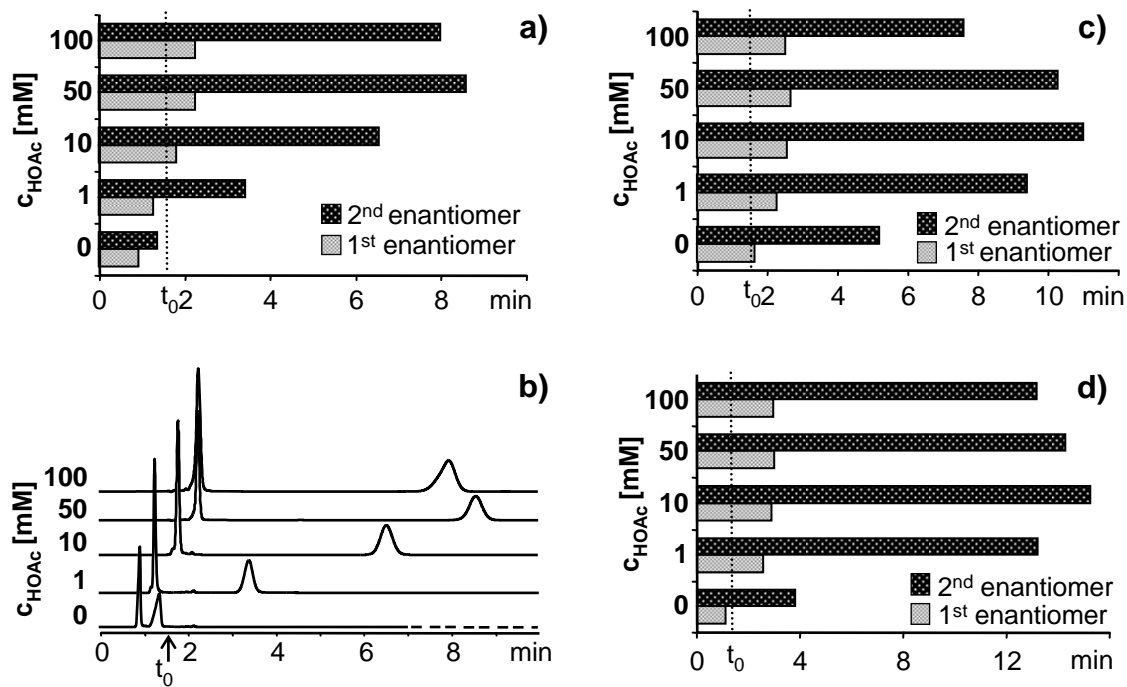 a)
c_HOAc [mM]
100
50
10
1
0
2nd enantiomer
1st enantiomer
0 t0 2 4 6 8 min
c)
c_HOAc [mM]
100
50
10
1
0
2nd enantiomer
1st enantiomer
0 t0 2 4 6 8 10 min
b)
c_HOAc [mM]
100
50
10
1
0
0 2 4 6 8 min
t0
d)
c_HOAc [mM]
100
50
10
1
0
2nd enantiomer
1st enantiomer
0 t0 4 8 12 min